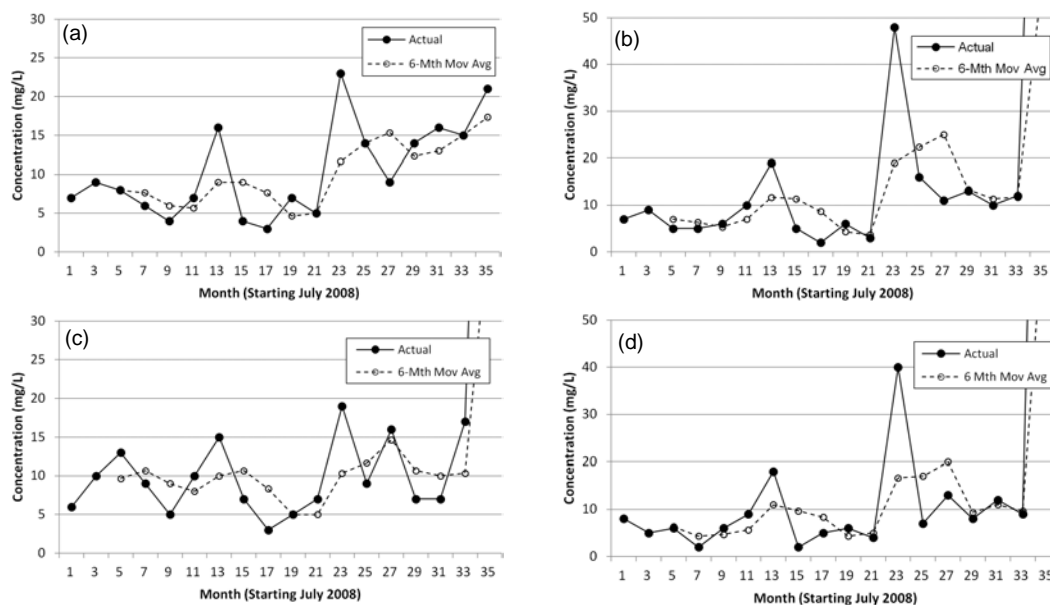 (a)
Concentration (mg/L)
30
25
20
15
10
5
0
Actual
6-Mth Mov Avg
1 3 5 7 9 11 13 15 17 19 21 23 25 27 29 31 33 35
Month (Starting July 2008)
(b)
Concentration (mg/L)
50
40
30
20
10
0
Actual
6-Mth Mov Avg
1 3 5 7 9 11 13 15 17 19 21 23 25 27 29 31 33 35
Month (Starting July 2008)
(c)
Concentration (mg/L)
30
25
20
15
10
5
0
Actual
6-Mth Mov Avg
1 3 5 7 9 11 13 15 17 19 21 23 25 27 29 31 33 35
Month (Starting July 2008)
(d)
Concentration (mg/L)
50
40
30
20
10
0
Actual
6 Mth Mov Avg
1 3 5 7 9 11 13 15 17 19 21 23 25 27 29 31 33 35
Month (Starting July 2008)